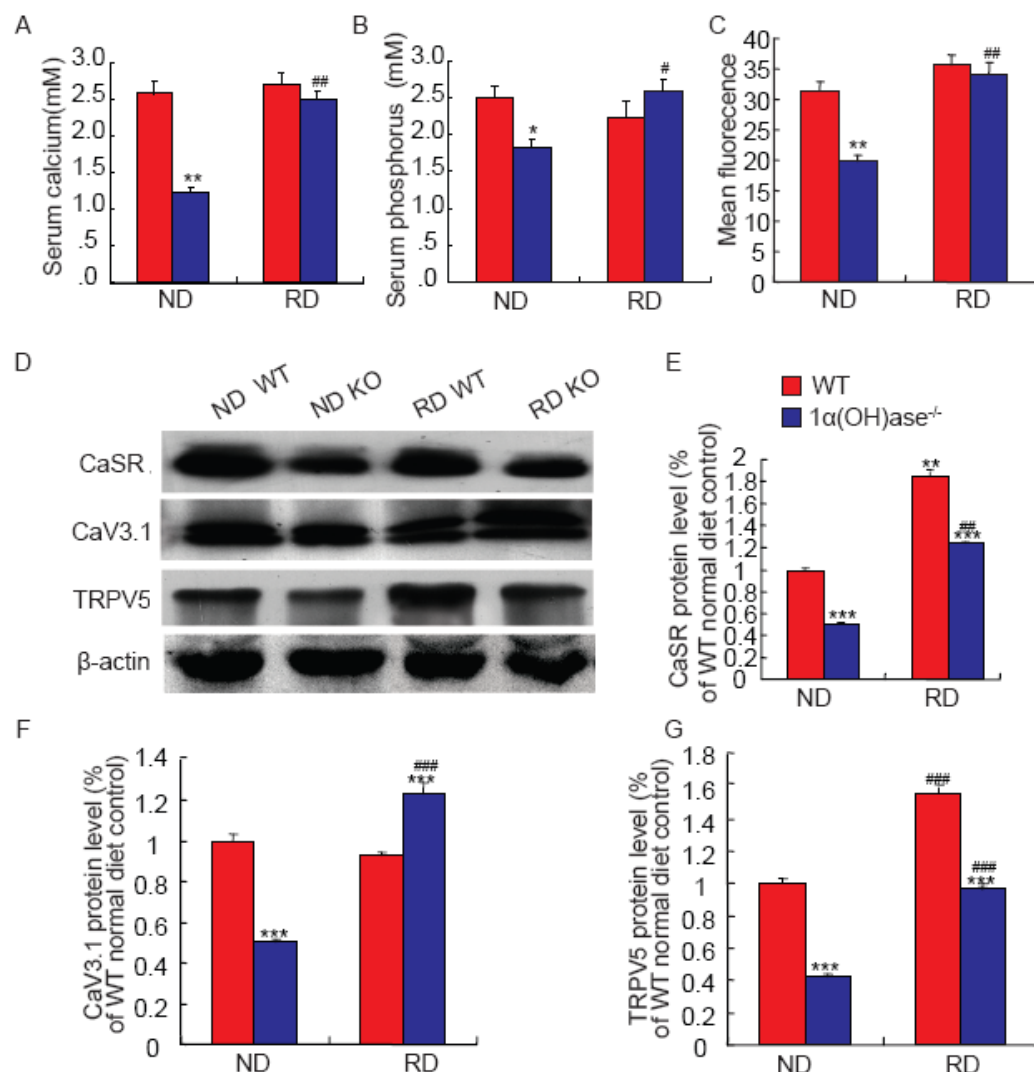 A
Serum calcium(mM)
3.0
2.5
2.0
1.5
1.0
.5
.0
**
##
ND
RD
B
Serum phosphorus (mM)
3.0
2.5
2.0
1.5
1.0
.5
.0
*
#
ND
RD
C
Mean fluorecence
40
35
30
25
20
15
10
5
0
**
##
ND
RD
D
ND WT
ND KO
RD WT
RD KO
CaSR
CaV3.1
TRPV5
β-actin
E
WT
1α(OH)ase-/-
CaSR protein level (%
of WT normal diet control)
2
1.8
1.6
1.4
1.2
1
0.8
0.6
0.4
0.2
0
***
**
##
***
ND
RD
F
CaV3.1 protein level (%
of WT normal diet control)
1.4
1.2
1
0.8
0.6
0.4
0.2
0
***
###
***
ND
RD
G
TRPV5 protein level (%
of WT normal diet control)
1.8
1.6
1.4
1.2
1
0.8
0.6
0.4
0.2
0
***
###
###
***
ND
RD